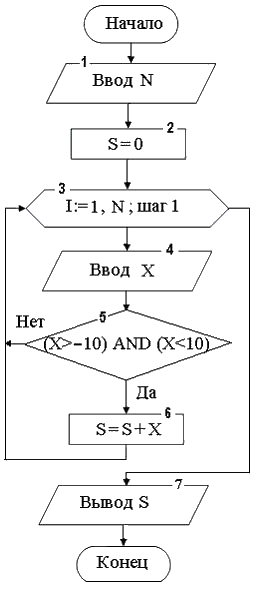 Начало
1
Ввод N
2
S=0
3
I:=1, N; шаг 1
4
Ввод X
5
Нет
(X>−10) AND (X<10)
Да
6
S=S+X
7
Вывод S
Конец